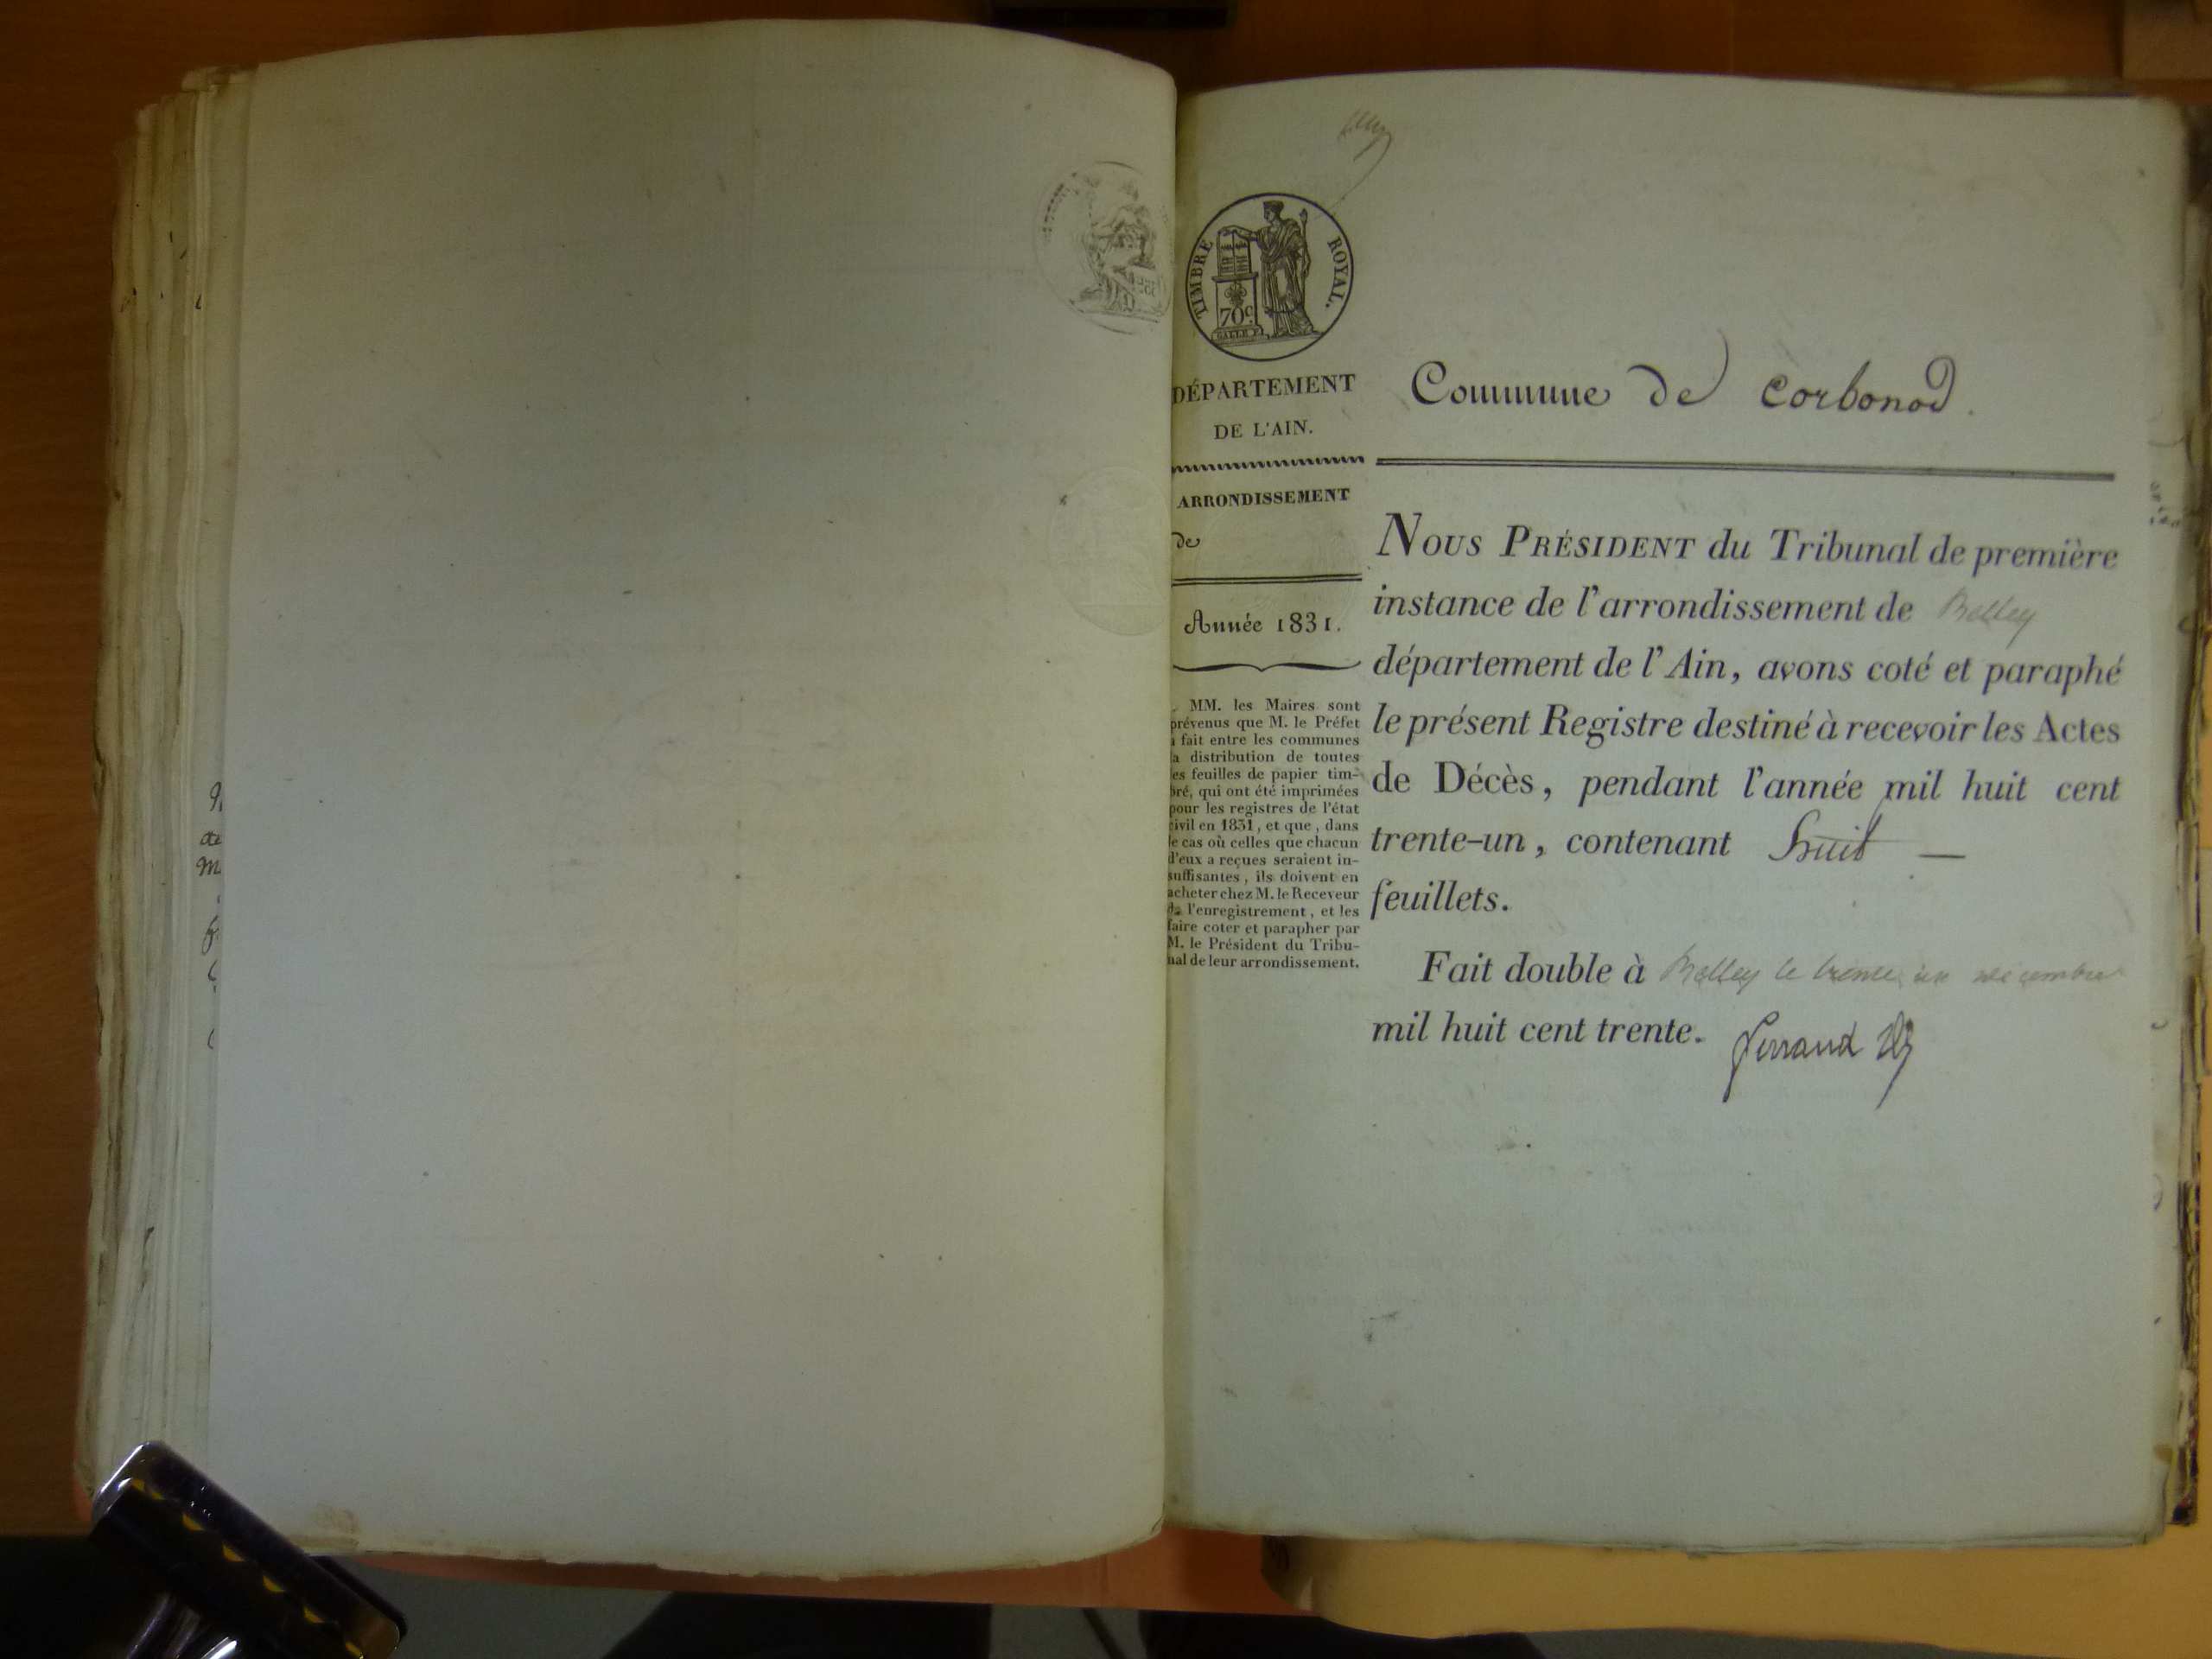 TIMBRE ROYAL.
70c.
DÉPARTEMENT
DE L'AIN.
ARRONDISSEMENT
de
Année 1831.
MM. les Maires sont
prévenus que M. le Préfet
a fait entre les communes
la distribution de toutes
les feuilles de papier tim-
bré, qui ont été imprimées
pour les registres de l'état
civil en 1831, et que, dans
le cas où celles que chacun
d'eux a reçues seraient in-
suffisantes, ils doivent en
acheter chez M. le Receveur
de l'enregistrement, et les
faire coter et parapher par
M. le Président du Tribu-
nal de leur arrondissement.
Commune de Corbonod.
NOUS PRÉSIDENT du Tribunal de première
instance de l'arrondissement de Belley
département de l'Ain, avons coté et paraphé
le présent Registre destiné à recevoir les Actes
de Décès, pendant l'année mil huit cent
trente-un, contenant huit —
feuillets.
Fait double à Belley le trente un décembre
mil huit cent trente. Ferrand